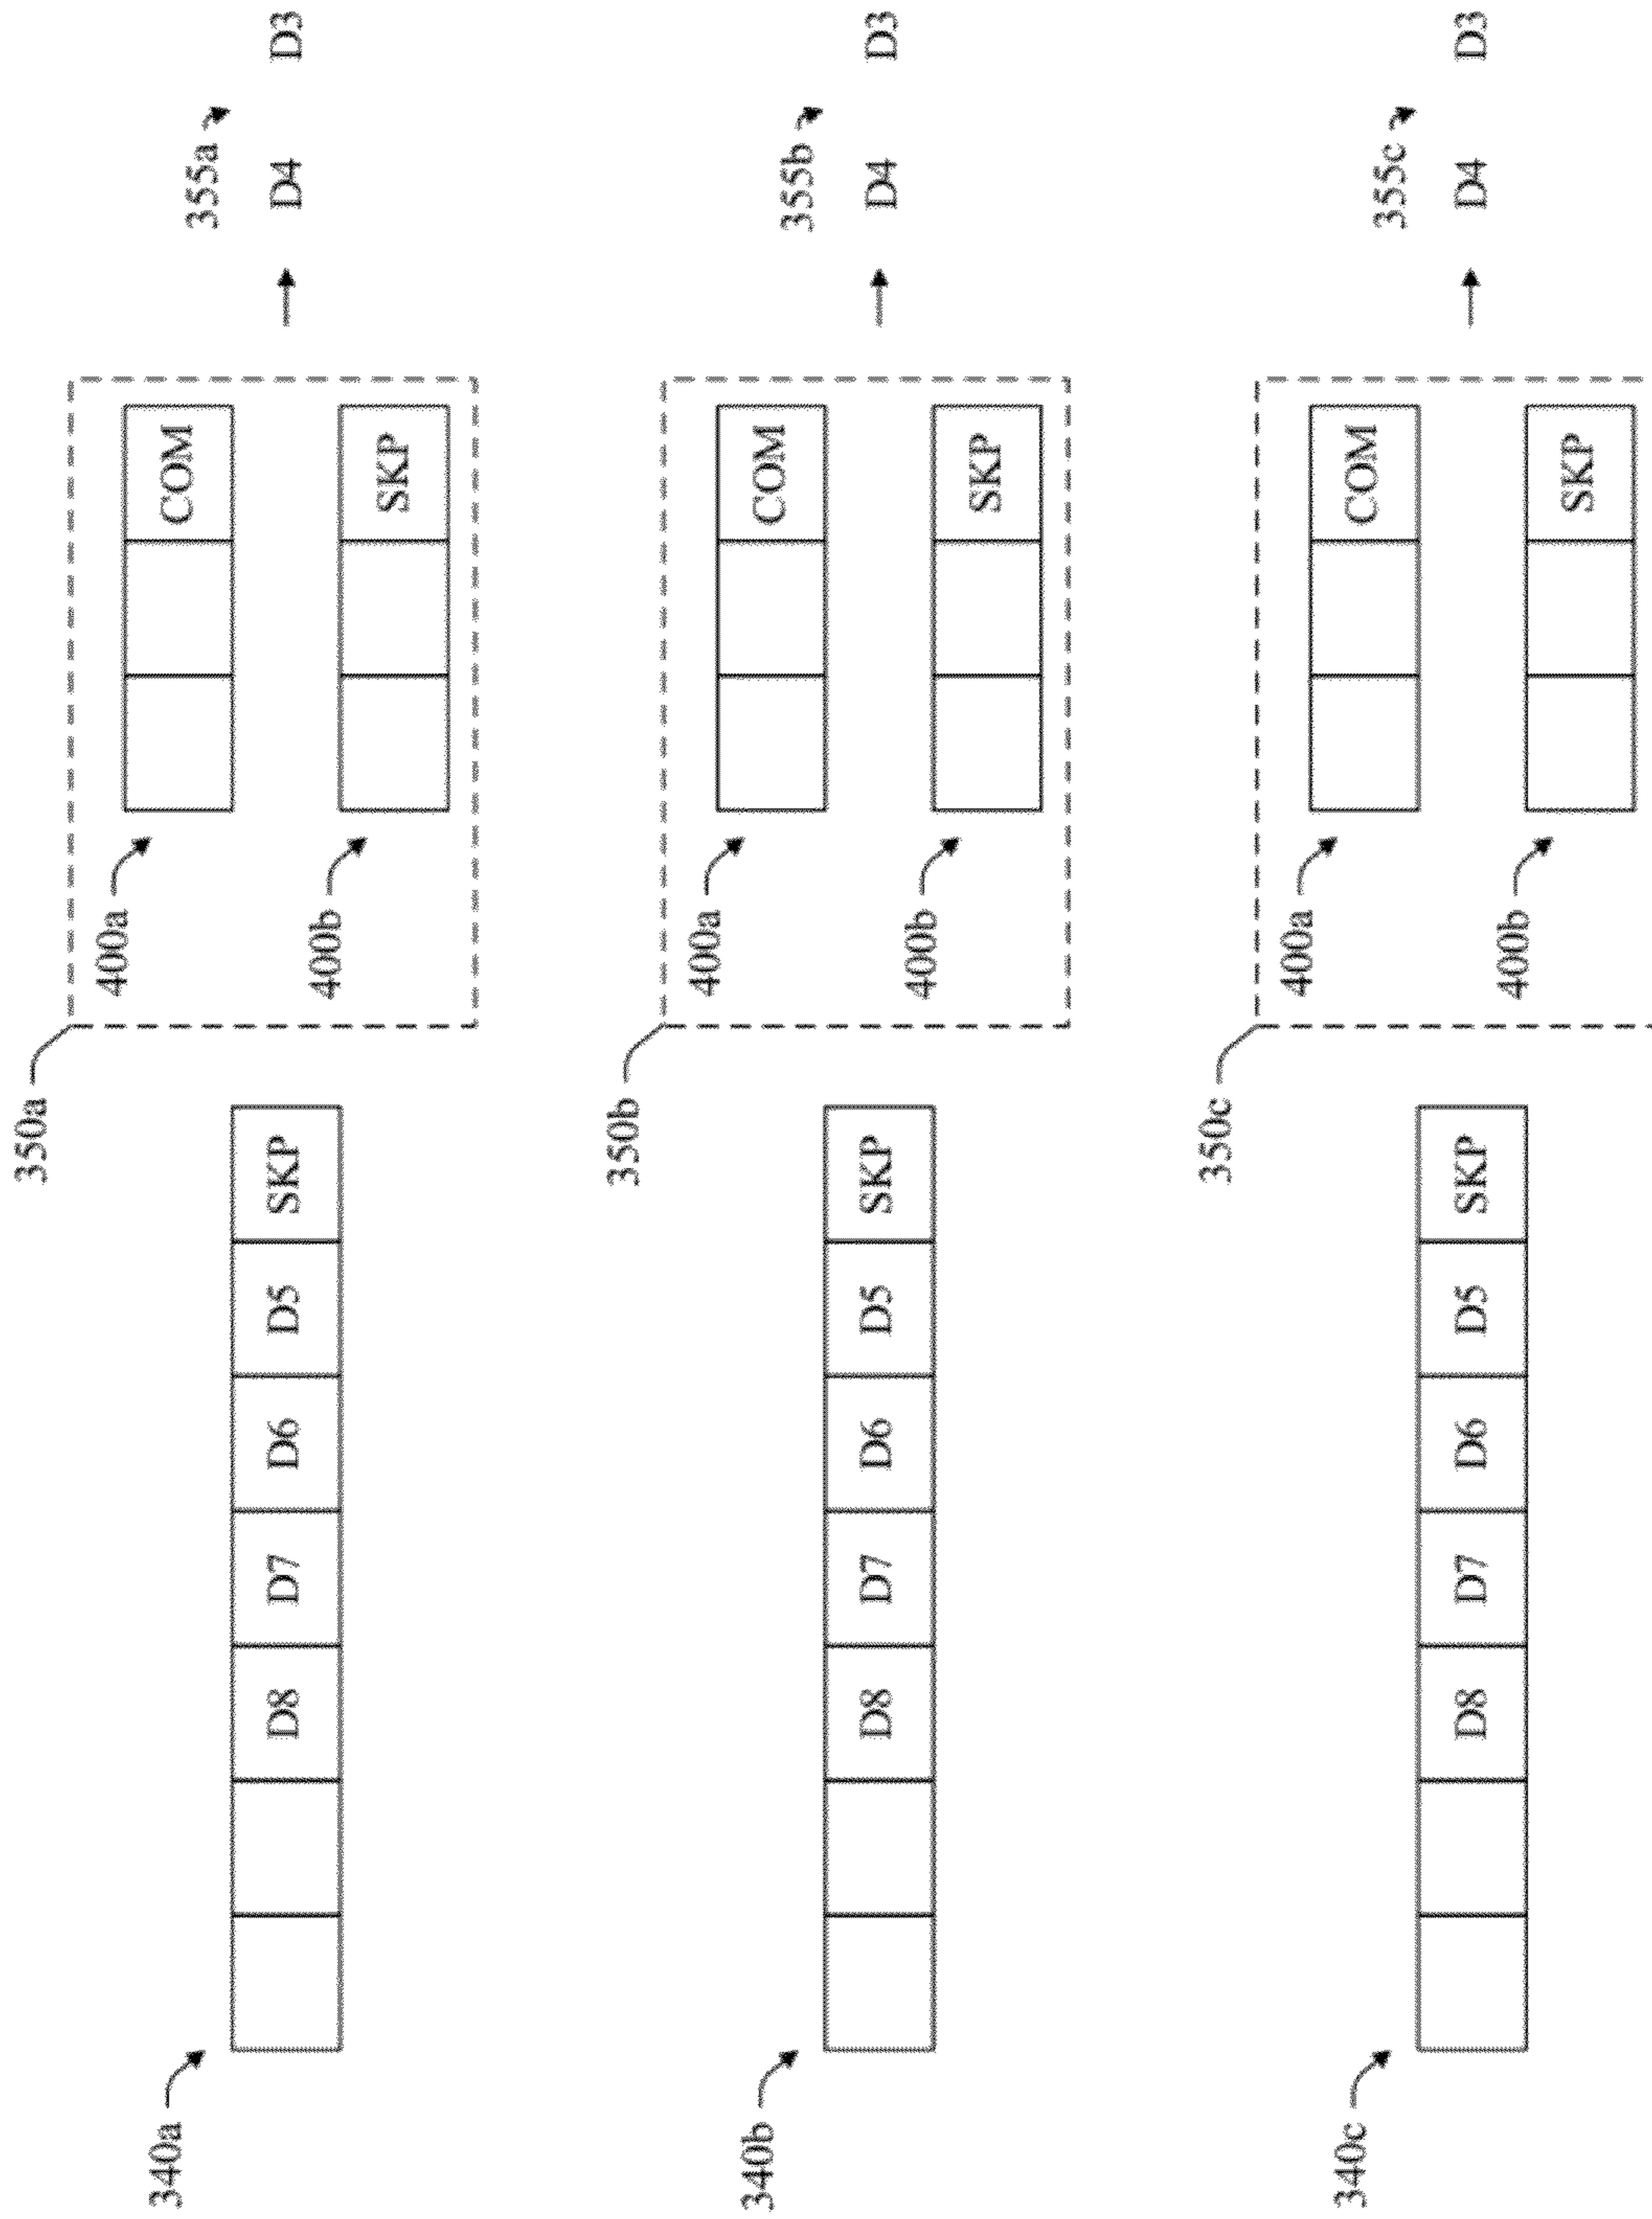 340a
D8 D7 D6 D5 SKP
350a
400a
COM
400b
SKP
355a
D4 D3
340b
D8 D7 D6 D5 SKP
350b
400a
COM
400b
SKP
355b
D4 D3
340c
D8 D7 D6 D5 SKP
350c
400a
COM
400b
SKP
355c
D4 D3